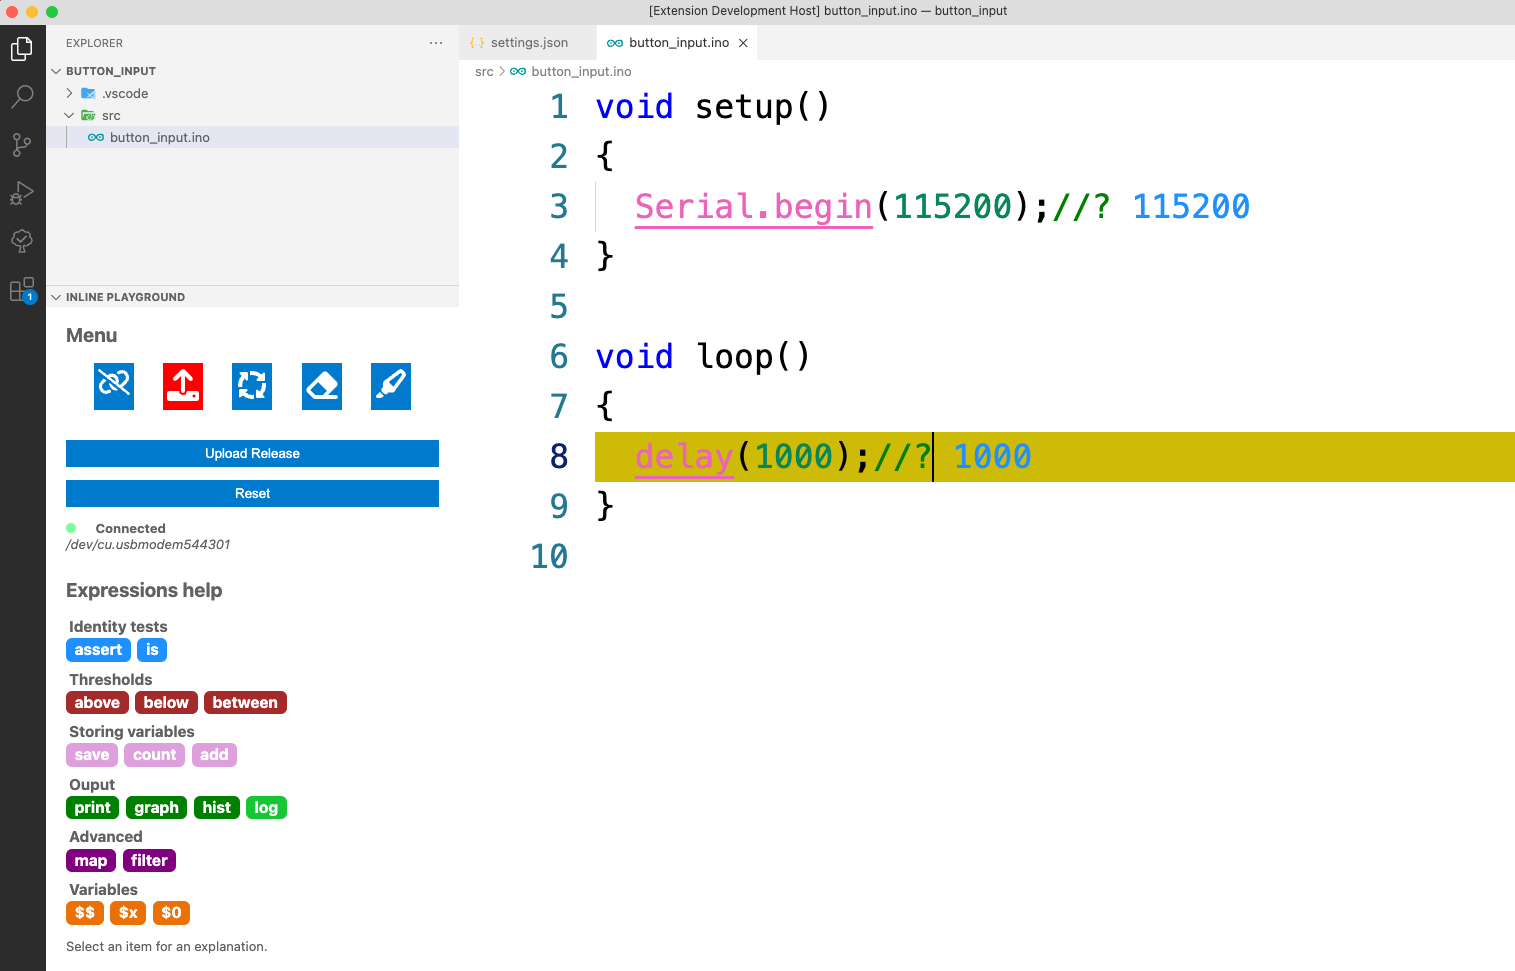 [Extension Development Host] button_input.ino — button_input
EXPLORER
BUTTON_INPUT
.vscode
src
button_input.ino
settings.json
button_input.ino
src
button_input.ino
1 void setup()
2 {
3 Serial.begin(115200);//? 115200
4 }
5
6 void loop()
7 {
8 delay(1000);//? 1000
9 }
10
1
INLINE PLAYGROUND
Menu
Upload Release
Reset
Connected
/dev/cu.usbmodem544301
Expressions help
Identity tests
assert is
Thresholds
above below between
Storing variables
save count add
Ouput
print graph hist log
Advanced
map filter
Variables
$$ $x $0
Select an item for an explanation.